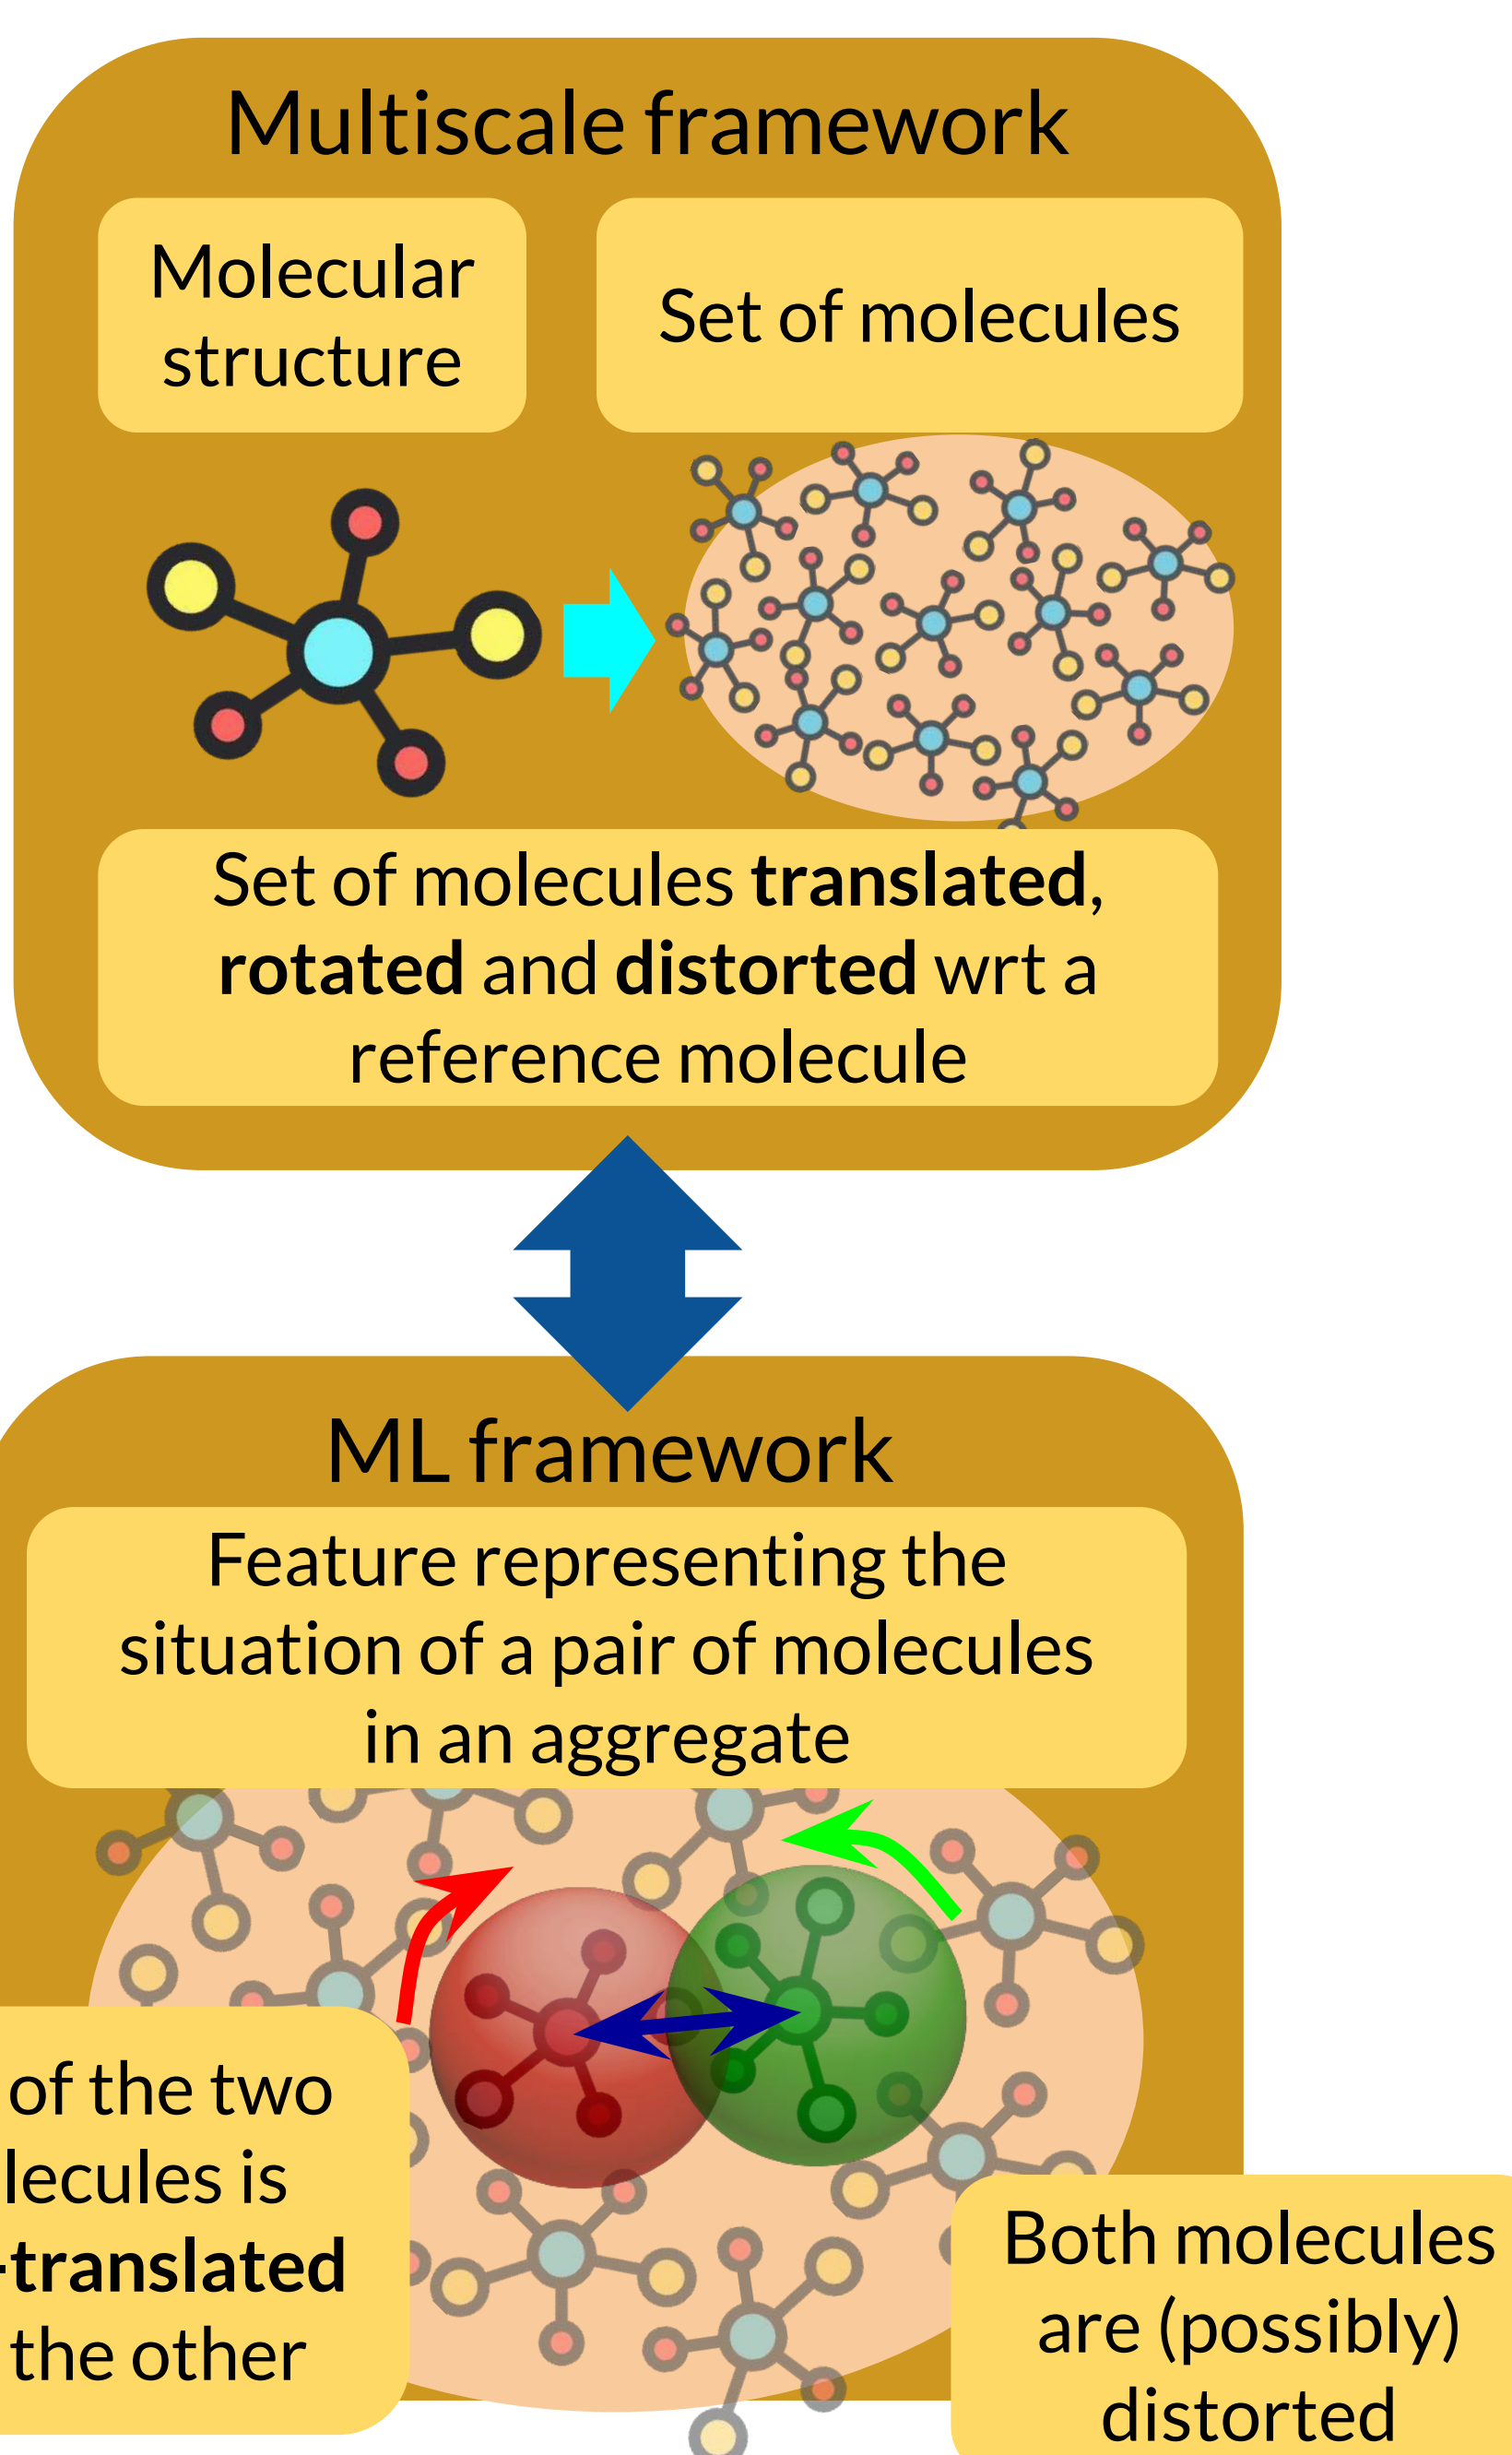 Multiscale framework
Molecular
structure
Set of molecules
Set of molecules translated,
rotated and distorted wrt a
reference molecule
ML framework
Feature representing the
situation of a pair of molecules
in an aggregate
of the two
lecules is
-translated
the other
Both molecules
are (possibly)
distorted